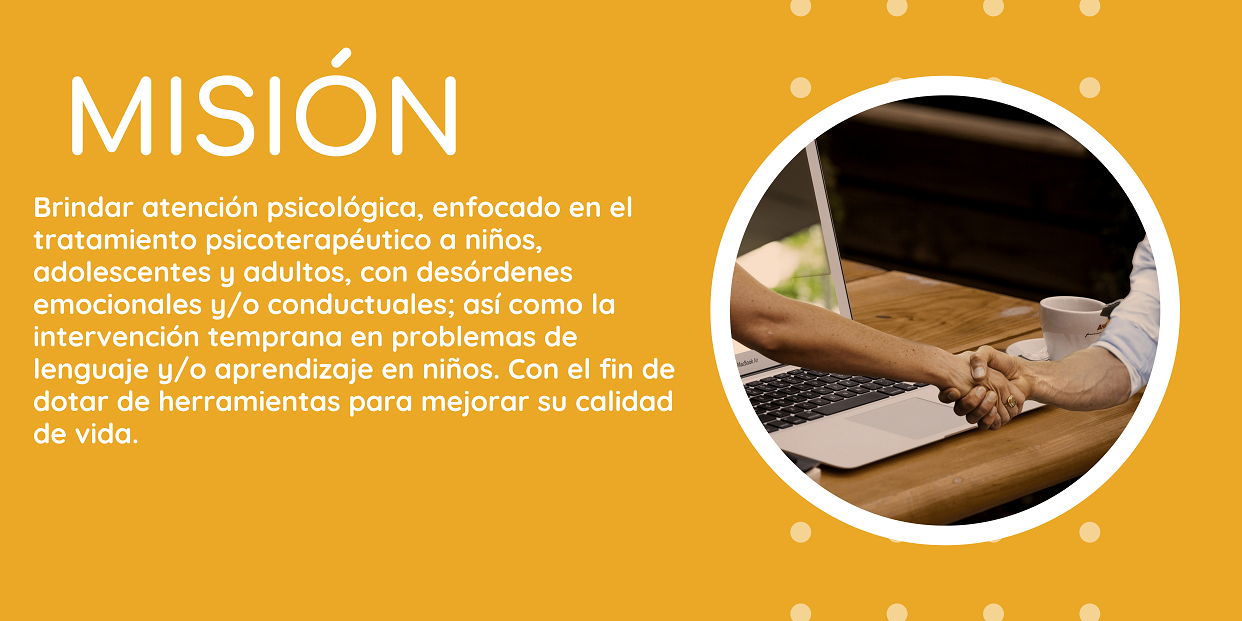 MISIÓN
Brindar atención psicológica, enfocado en el
tratamiento psicoterapéutico a niños,
adolescentes y adultos, con desórdenes
emocionales y/o conductuales; así como la
intervención temprana en problemas de
lenguaje y/o aprendizaje en niños. Con el fin de
dotar de herramientas para mejorar su calidad
de vida.
MacBook Air